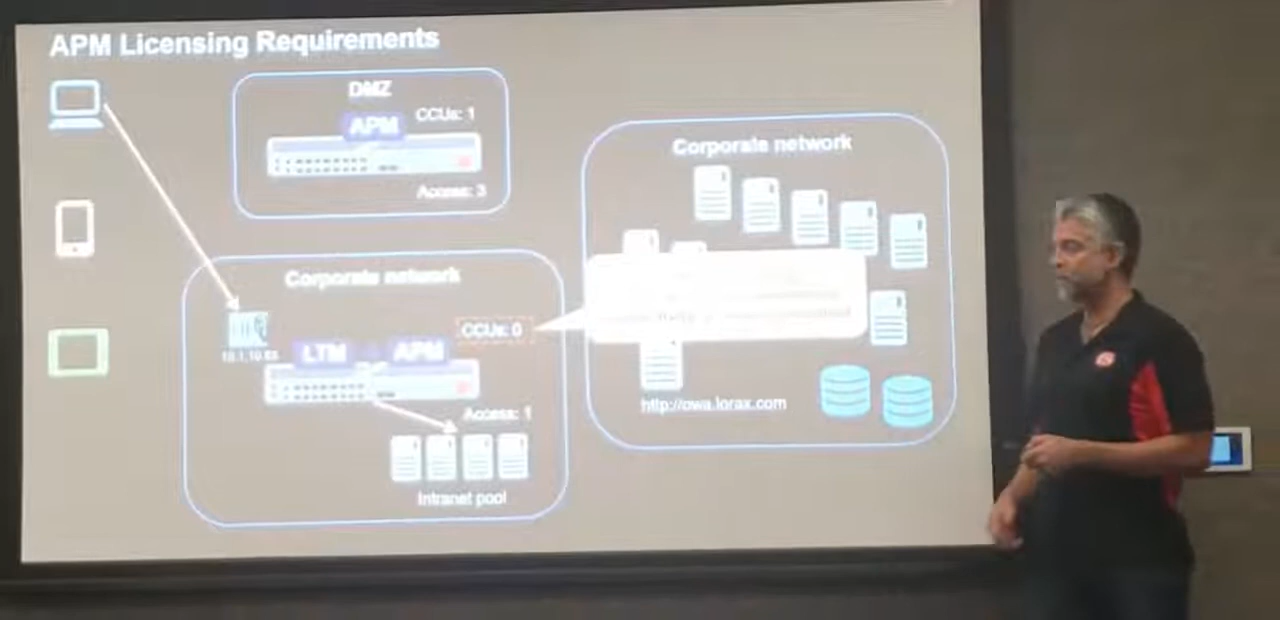 APM Licensing Requirements
DMZ
APM
CCUs: 1
Access: 3
Corporate network
Corporate network
CCUs: 0
LTM
APM
Access: 1
Intranet pool
http://owa.lorax.com